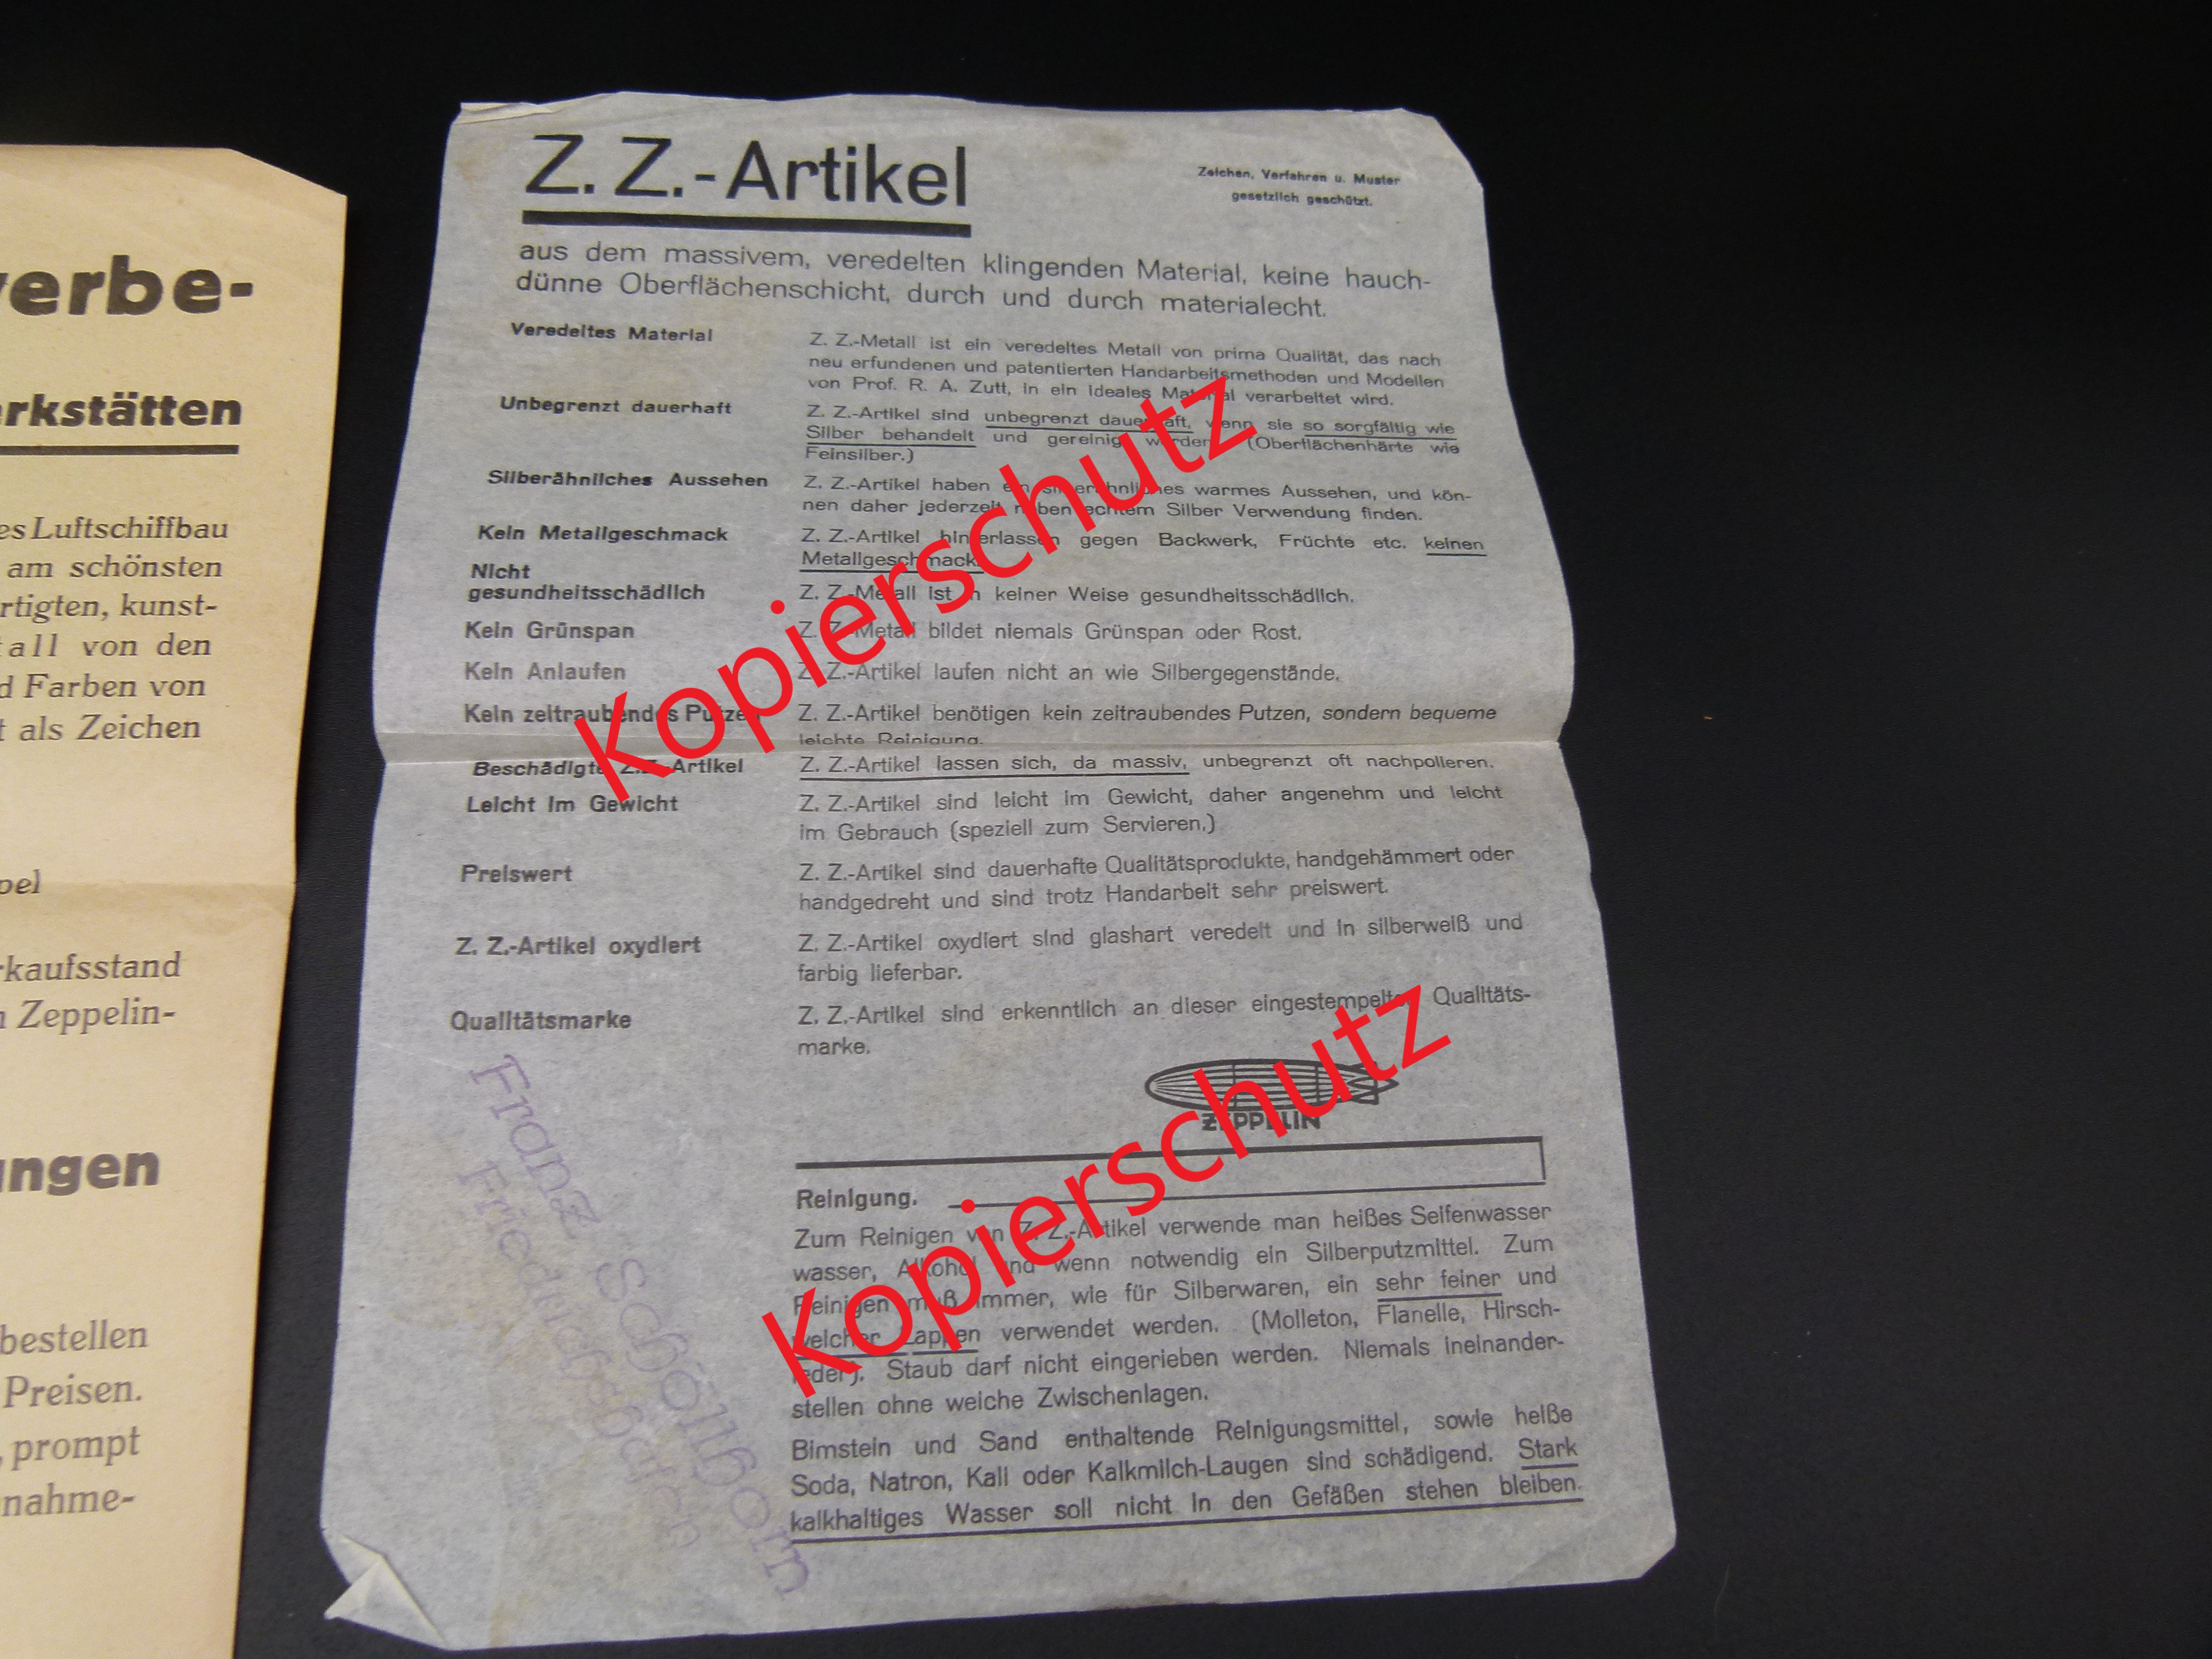 werbe-
rkstätten
es Luftschiffbau
am schönsten
rtigten, kunst-
tall von den
d Farben von
t als Zeichen
pel
rkaufsstand
n Zeppelin-
ungen
bestellen
Preisen.
, prompt
nahme-
Z. Z.-Artikel
Zeichen, Verfahren u. Muster
gesetzlich geschützt.
aus dem massivem, veredelten klingenden Material, keine hauch-
dünne Oberflächenschicht, durch und durch materialecht.
Veredeltes Material
Z. Z.-Metall ist ein veredeltes Metall von prima Qualität, das nach
neu erfundenen und patentierten Handarbeitsmethoden und Modellen
von Prof. R. A. Zutt, in ein ideales Material verarbeitet wird.
Unbegrenzt dauerhaft
Z. Z.-Artikel sind unbegrenzt dauerhaft, wenn sie so sorgfältig wie
Silber behandelt und gereinigt werden (Oberflächenhärte wie
Feinsilber.)
Silberähnliches Aussehen
Z. Z.-Artikel haben ein silberähnliches warmes Aussehen, und kön-
nen daher jederzeit neben echtem Silber Verwendung finden.
Kein Metallgeschmack
Z. Z.-Artikel hinterlassen gegen Backwerk, Früchte etc. keinen
Metallgeschmack.
Nicht
gesundheitsschädlich
Z. Z.-Metall ist in keiner Weise gesundheitsschädlich.
Kein Grünspan
Z. Z.-Metall bildet niemals Grünspan oder Rost.
Kein Anlaufen
Z. Z.-Artikel laufen nicht an wie Silbergegenstände.
Kein zeitraubendes Putzen
Z. Z.-Artikel benötigen kein zeitraubendes Putzen, sondern bequeme
leichte Reinigung.
Beschädigte Z.Z.-Artikel
Z. Z.-Artikel lassen sich, da massiv, unbegrenzt oft nachpolieren.
Leicht im Gewicht
Z. Z.-Artikel sind leicht im Gewicht, daher angenehm und leicht
im Gebrauch (speziell zum Servieren.)
Preiswert
Z. Z.-Artikel sind dauerhafte Qualitätsprodukte, handgehämmert oder
handgedreht und sind trotz Handarbeit sehr preiswert.
Z. Z.-Artikel oxydiert
Z. Z.-Artikel oxydiert sind glashart veredelt und in silberweiß und
farbig lieferbar.
Qualitätsmarke
Z. Z.-Artikel sind erkenntlich an dieser eingestempelten Qualitäts-
marke.
ZEPPELIN
Reinigung.
Zum Reinigen von Z. Z.-Artikel verwende man heißes Seifenwasser
wasser, Alkohol und wenn notwendig ein Silberputzmittel. Zum
Reinigen muß immer, wie für Silberwaren, ein sehr feiner und
weicher Lappen verwendet werden. (Molleton, Flanelle, Hirsch-
leder). Staub darf nicht eingerieben werden. Niemals ineinander-
stellen ohne weiche Zwischenlagen.
Bimstein und Sand enthaltende Reinigungsmittel, sowie heiße
Soda, Natron, Kali oder Kalkmilch-Laugen sind schädigend. Stark
kalkhaltiges Wasser soll nicht in den Gefäßen stehen bleiben.
Franz Schöllhorn
Friedrichshafen
Kopierschutz
Kopierschutz